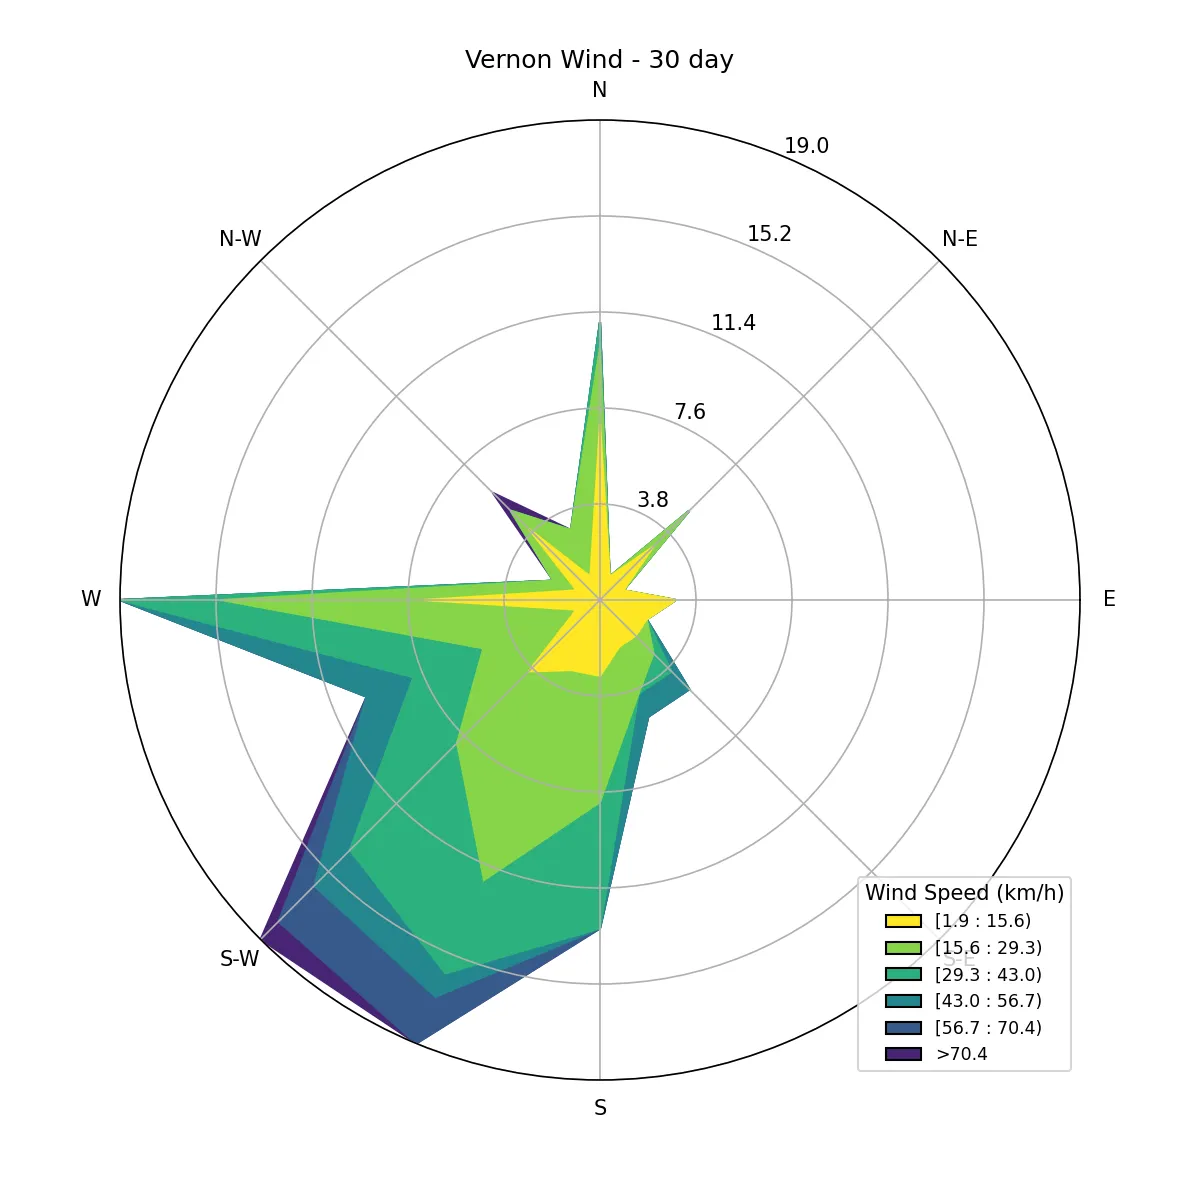 Vernon Wind - 30 day
N
19.0
15.2
N-W
N-E
11.4
7.6
3.8
W
E
S-W
S-E
Wind Speed (km/h)
[1.9 : 15.6)
[15.6 : 29.3)
[29.3 : 43.0)
[43.0 : 56.7)
[56.7 : 70.4)
>70.4
S